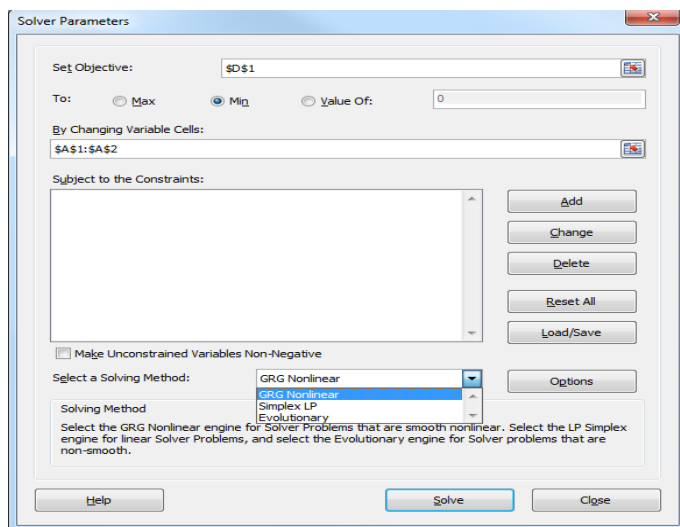 Solver Parameters
Set Objective: $D$1
To: Max Min Value Of: 0
By Changing Variable Cells:
$A$1:$A$2
Subject to the Constraints:
Add
Change
Delete
Reset All
Load/Save
Make Unconstrained Variables Non-Negative
Select a Solving Method: GRG Nonlinear Options
GRG Nonlinear
Simplex LP
Evolutionary
Solving Method
Select the GRG Nonlinear engine for Solver Problems that are smooth nonlinear. Select the LP Simplex
engine for linear Solver Problems, and select the Evolutionary engine for Solver problems that are
non-smooth.
Help Solve Close